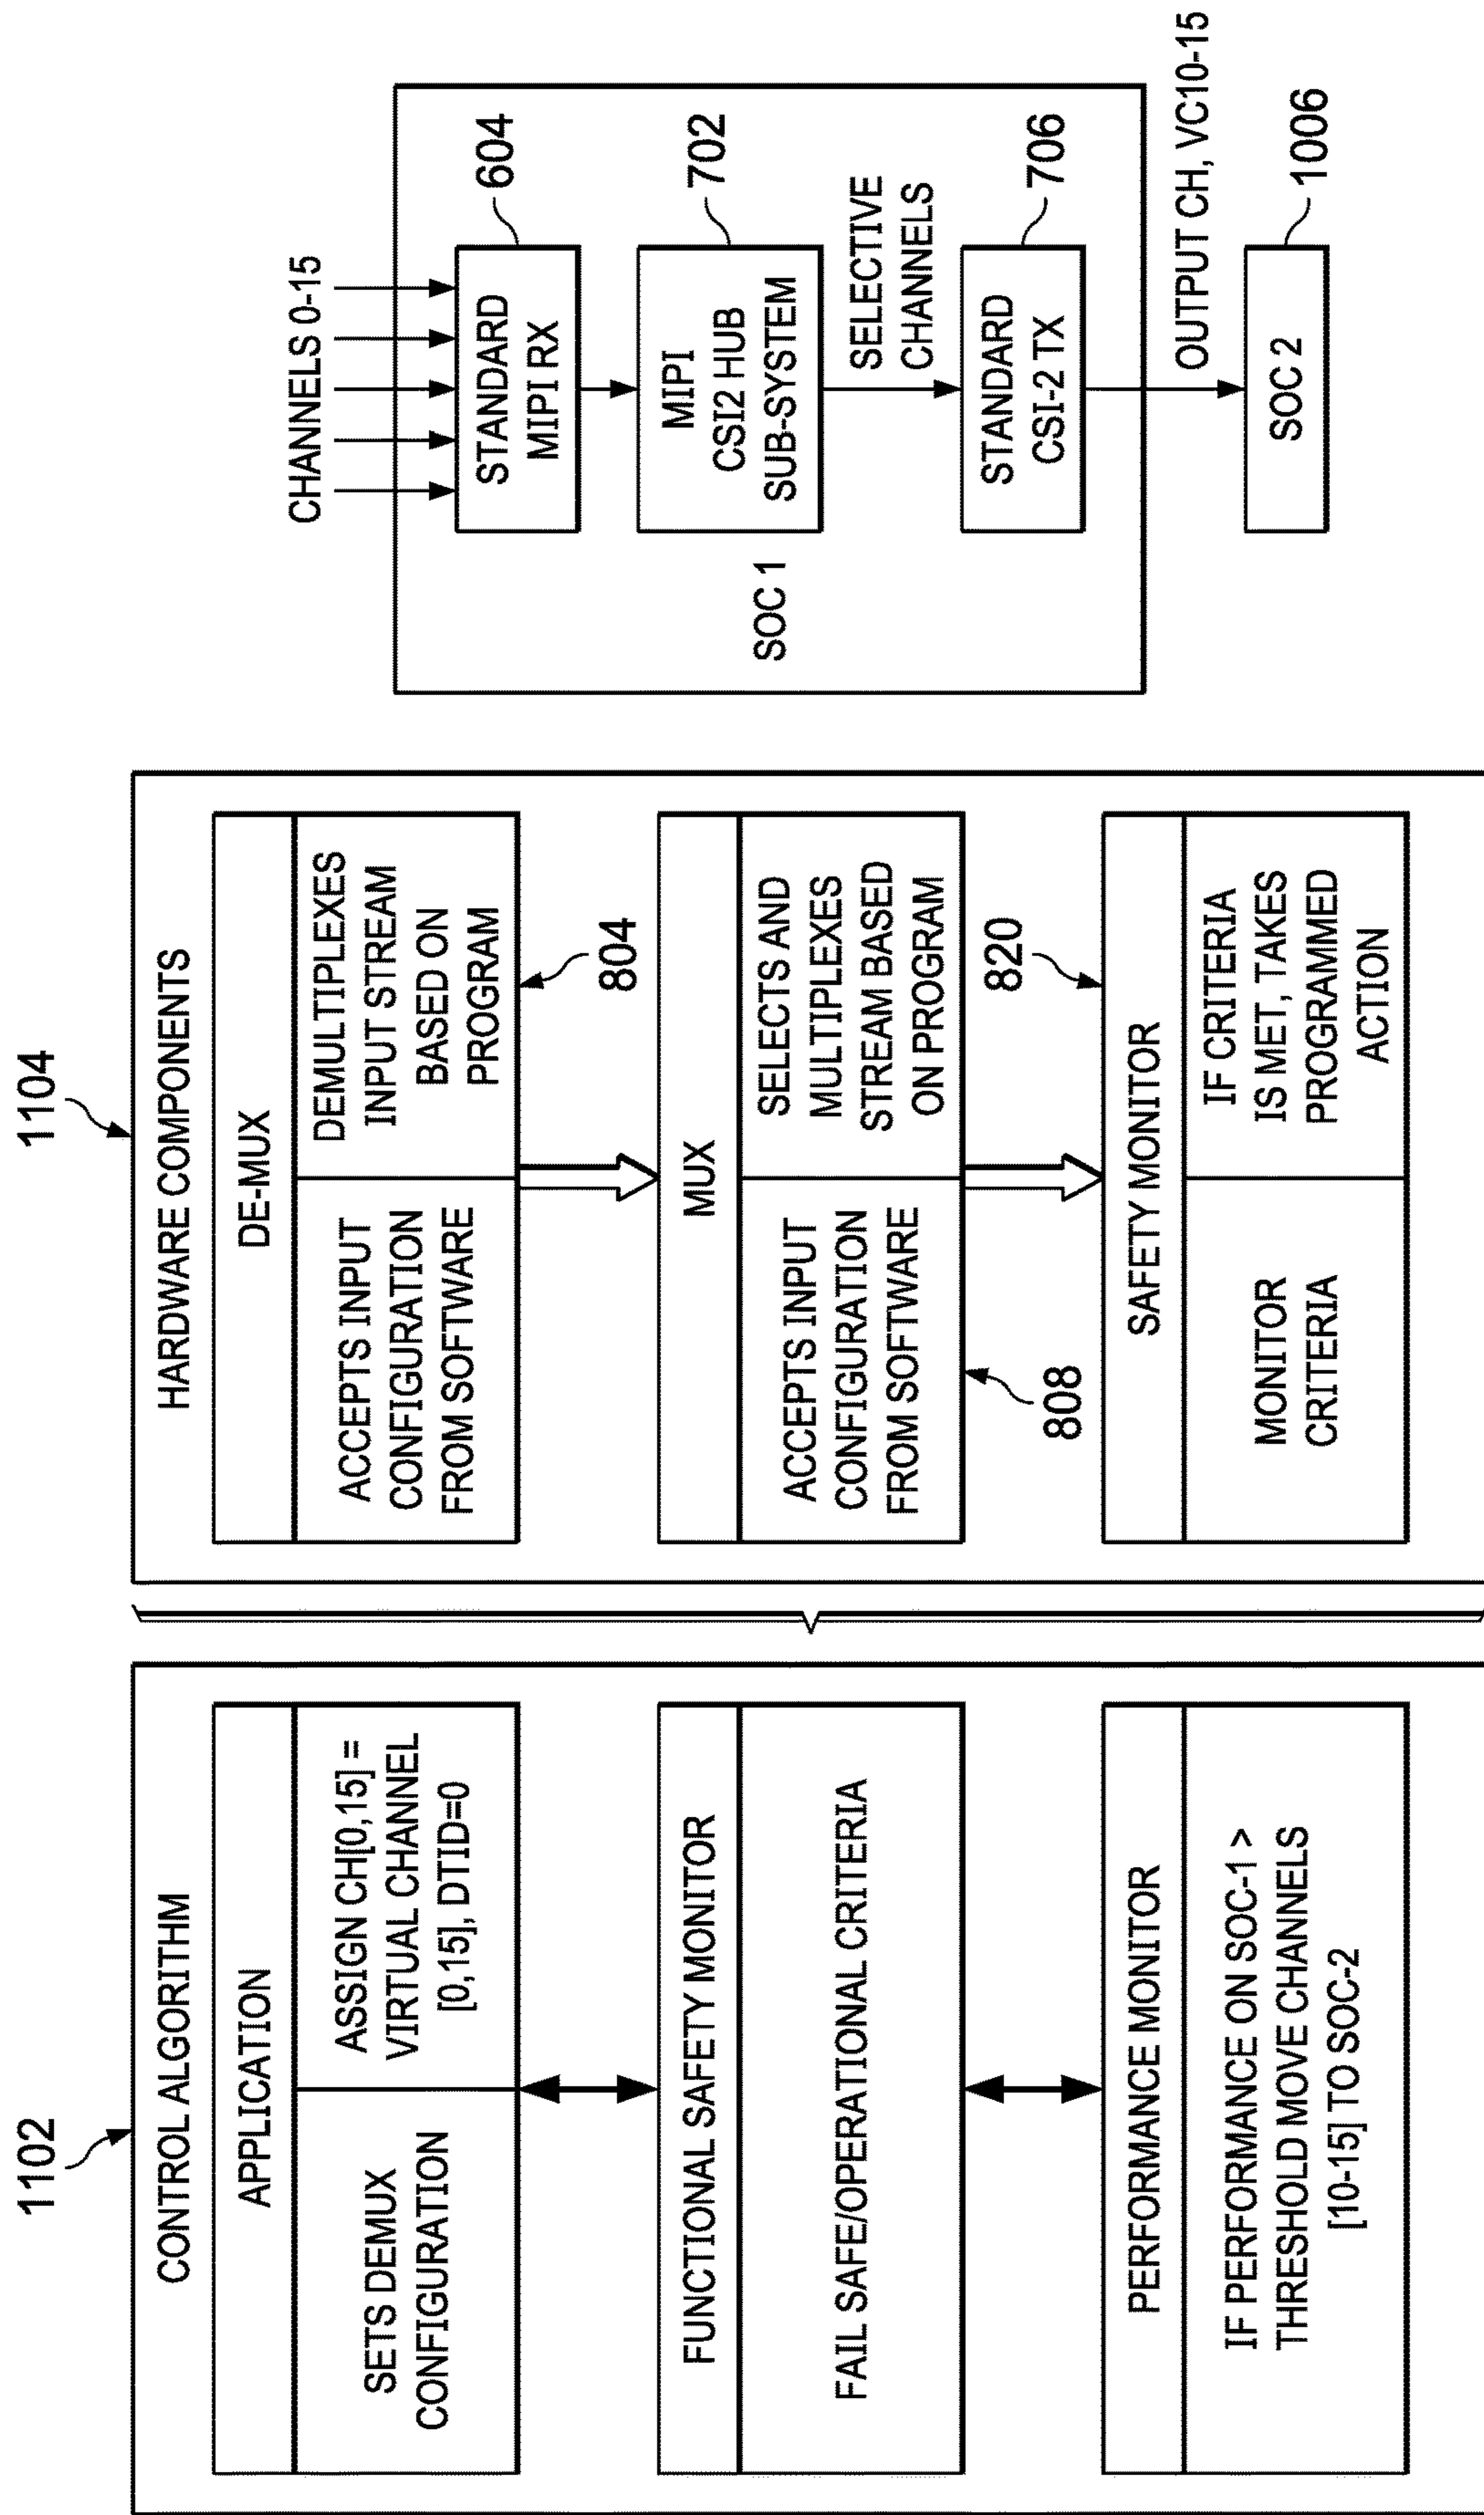 1102
CONTROL ALGORITHM
APPLICATION
SETS DEMUX
CONFIGURATION
ASSIGN CH[0,15] =
VIRTUAL CHANNEL
[0,15], DTID=0
FUNCTIONAL SAFETY MONITOR
FAIL SAFE/OPERATIONAL CRITERIA
PERFORMANCE MONITOR
IF PERFORMANCE ON SOC-1 >
THRESHOLD MOVE CHANNELS
[10-15] TO SOC-2
1104
HARDWARE COMPONENTS
DE-MUX
ACCEPTS INPUT
CONFIGURATION
FROM SOFTWARE
DEMULTIPLEXES
INPUT STREAM
BASED ON
PROGRAM
804
MUX
ACCEPTS INPUT
CONFIGURATION
FROM SOFTWARE
SELECTS AND
MULTIPLEXES
STREAM BASED
ON PROGRAM
808
820
SAFETY MONITOR
MONITOR
CRITERIA
IF CRITERIA
IS MET, TAKES
PROGRAMMED
ACTION
CHANNELS 0-15
STANDARD
MIPI RX
604
MIPI
CSI2 HUB
SUB-SYSTEM
702
SOC 1
SELECTIVE
CHANNELS
STANDARD
CSI-2 TX
706
OUTPUT CH, VC10-15
SOC 2
1006